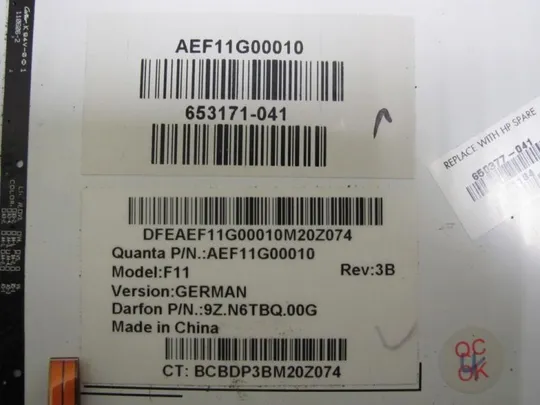 AEF11G00010
653171-041
REPLACE WITH HP SPARE
DFEAEF11G00010M20Z074
Quanta P/N.:AEF11G00010
Model:F11 Rev:3B
Version:GERMAN
Darfon P/N.:9Z.N6TBQ.00G
Made in China
CT: BCBDP3BM20Z074
QC
OK